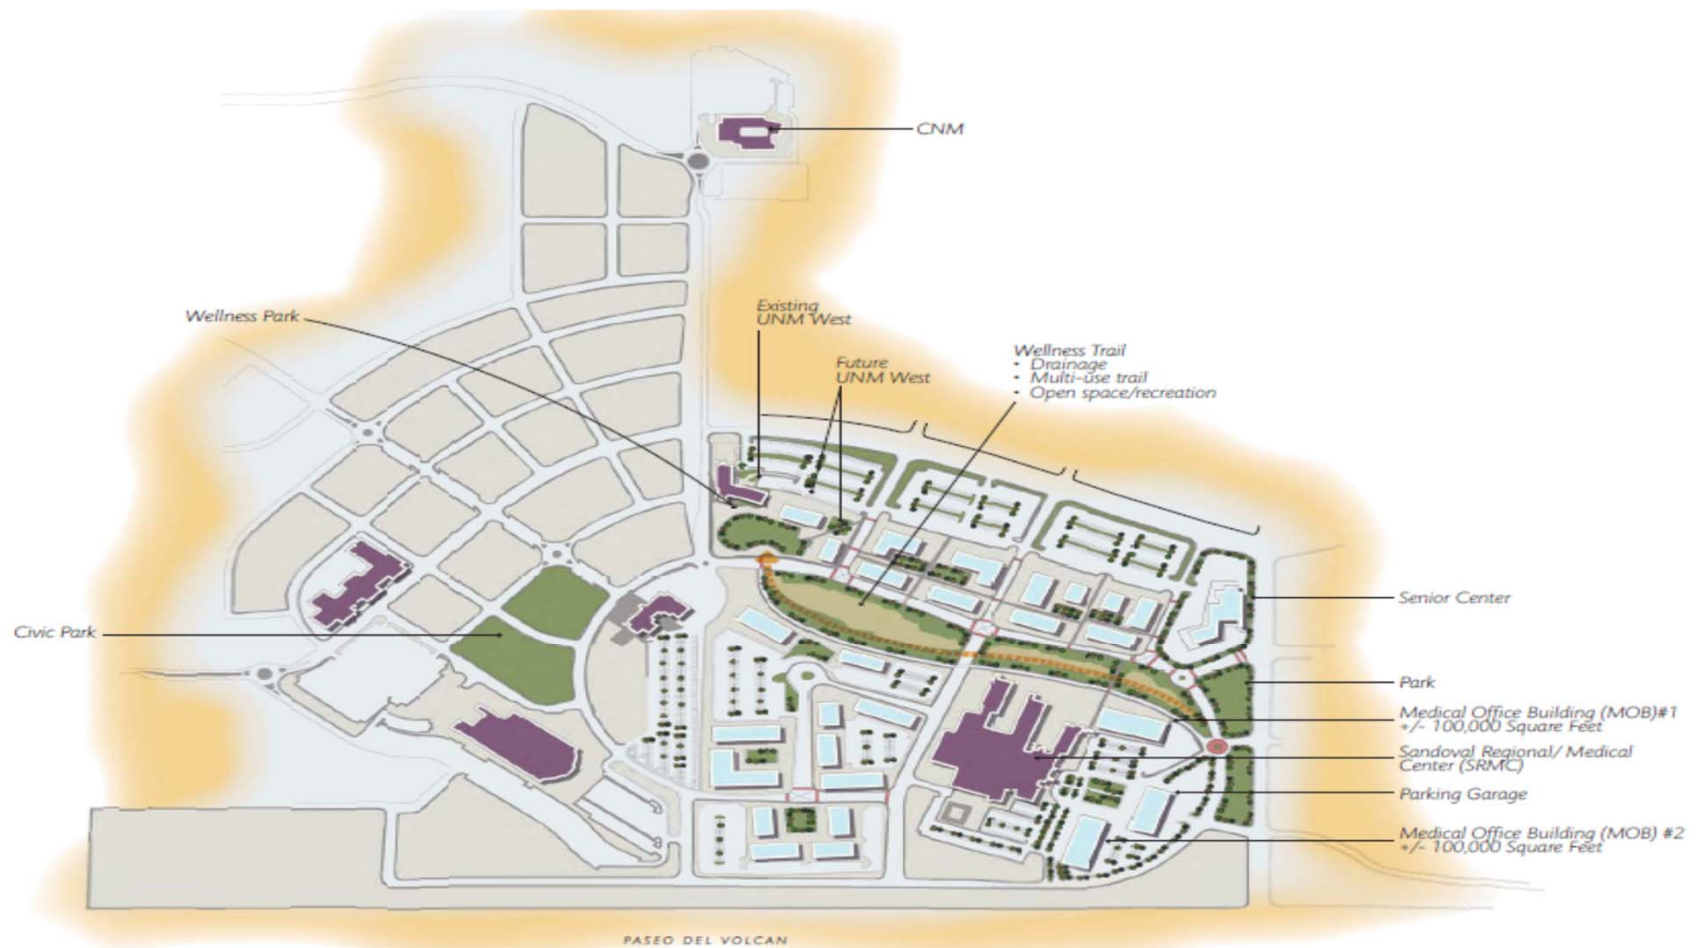 CNM
Wellness Park
Existing
UNM West
Future
UNM West
Wellness Trail
• Drainage
• Multi-use trail
• Open space/recreation
Civic Park
Senior Center
Park
Medical Office Building (MOB)#1
+/- 100,000 Square Feet
Sandoval Regional/ Medical
Center (SRMC)
Parking Garage
Medical Office Building (MOB) #2
+/- 100,000 Square Feet
PASEO DEL VOLCAN